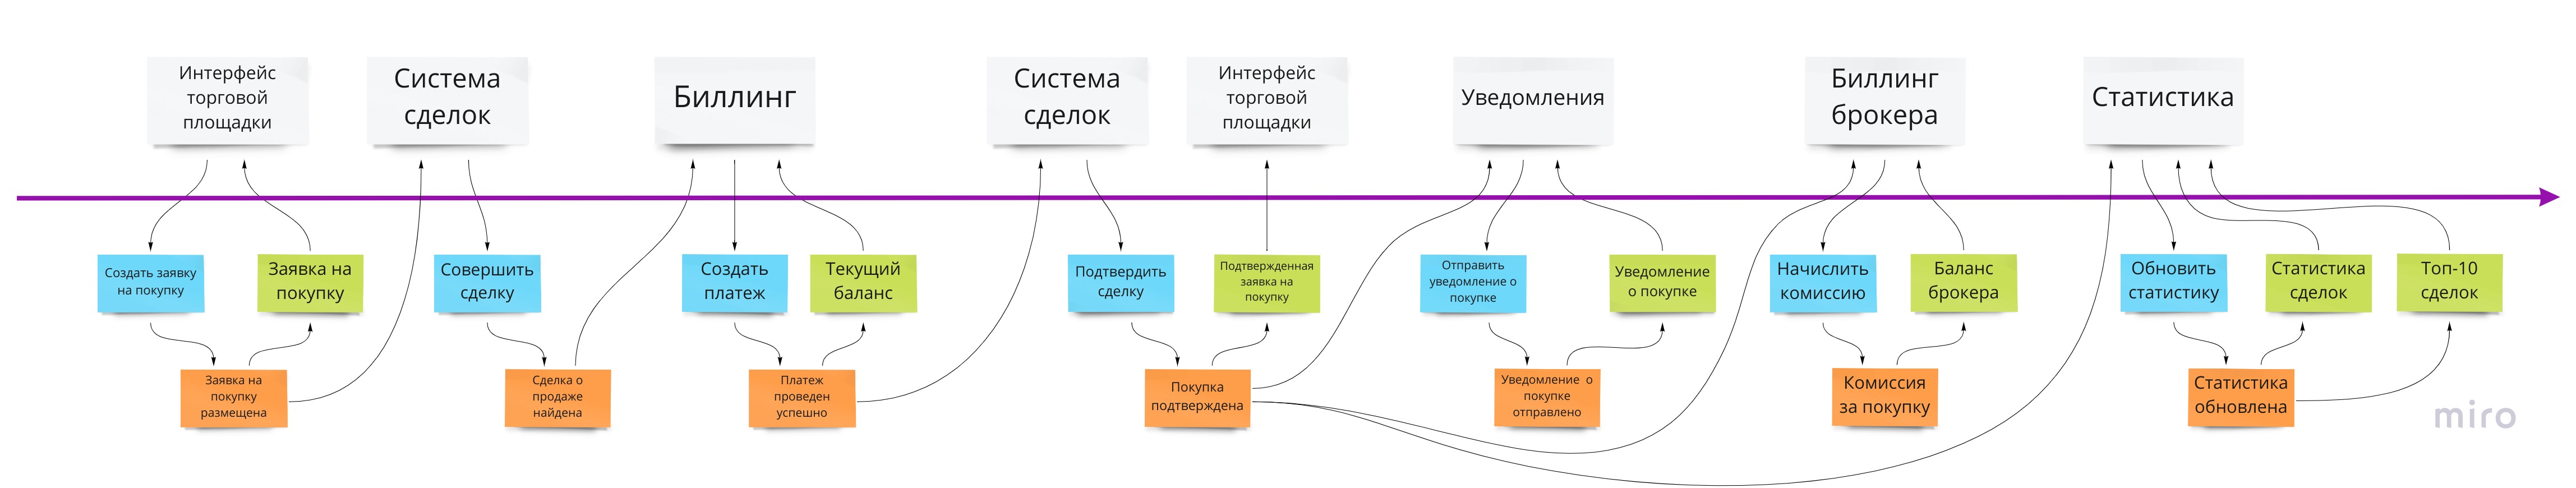 Интерфейс
торговой
площадки
Система
сделок
Биллинг
Система
сделок
Интерфейс
торговой
площадки
Уведомления
Биллинг
брокера
Статистика
Создать заявку
на покупку
Заявка на
покупку
Совершить
сделку
Создать
платеж
Текущий
баланс
Подтвердить
сделку
Подтвержденная
заявка на
покупку
Отправить
уведомление о
покупке
Уведомление
о покупке
Начислить
комиссию
Баланс
брокера
Обновить
статистику
Статистика
сделок
Топ-10
сделок
Заявка на
покупку
размещена
Сделка о
продаже
найдена
Платеж
проведен
успешно
Покупка
подтверждена
Уведомление о
покупке
отправлено
Комиссия
за покупку
Статистика
обновлена
miro